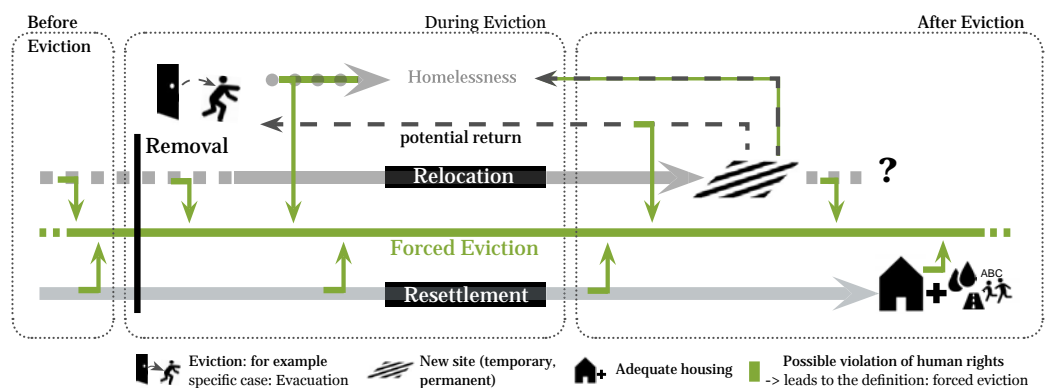 Before
Eviction
During Eviction
After Eviction
Homelessness
potential return
Removal
Relocation
?
Forced Eviction
Resettlement
ABC
Eviction: for example
specific case: Evacuation
New site (temporary,
permanent)
Adequate housing
Possible violation of human rights
-> leads to the definition: forced eviction